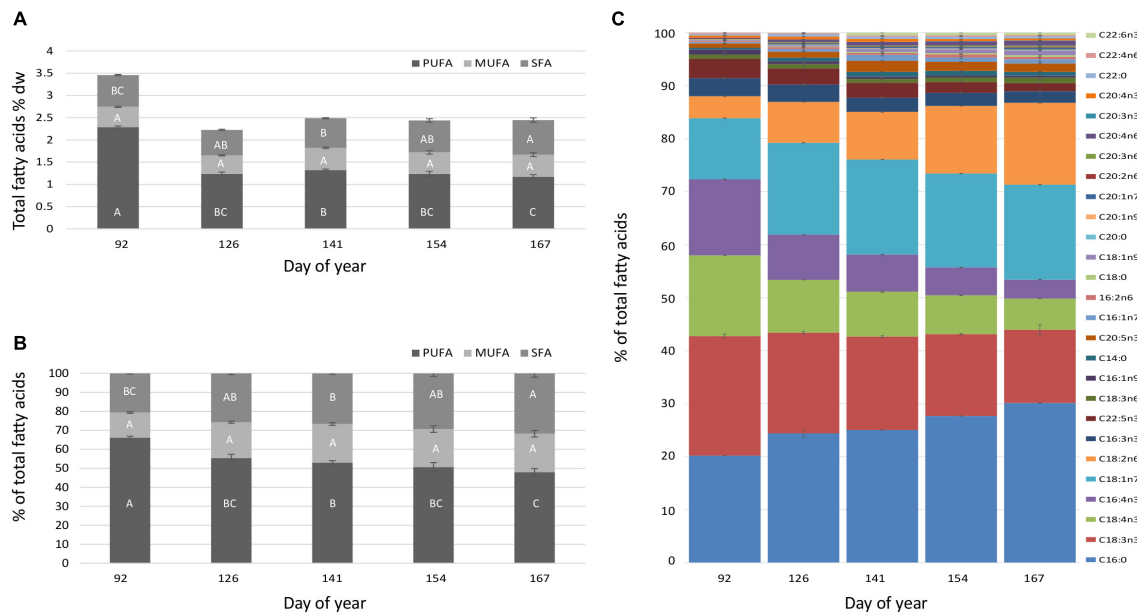 A
PUFA MUFA SFA
Total fatty acids % dw
4
3.5
3
2.5
2
1.5
1
0.5
0
BC AB B AB A
A A A A A
A BC B BC C
92 126 141 154 167
Day of year
B
PUFA MUFA SFA
% of total fatty acids
100
90
80
70
60
50
40
30
20
10
0
BC AB B AB A
A A A A A
A BC B BC C
92 126 141 154 167
Day of year
C
% of total fatty acids
100
90
80
70
60
50
40
30
20
10
0
92 126 141 154 167
Day of year
C22:6n3
C22:4n6
C22:0
C20:4n3
C20:3n3
C20:4n6
C20:3n6
C20:2n6
C20:1n7
C20:1n9
C20:0
C18:1n9
C18:0
16:2n6
C16:1n7
C20:5n3
C14:0
C16:1n9
C18:3n6
C22:5n3
C16:3n3
C18:2n6
C18:1n7
C16:4n3
C18:4n3
C18:3n3
C16:0